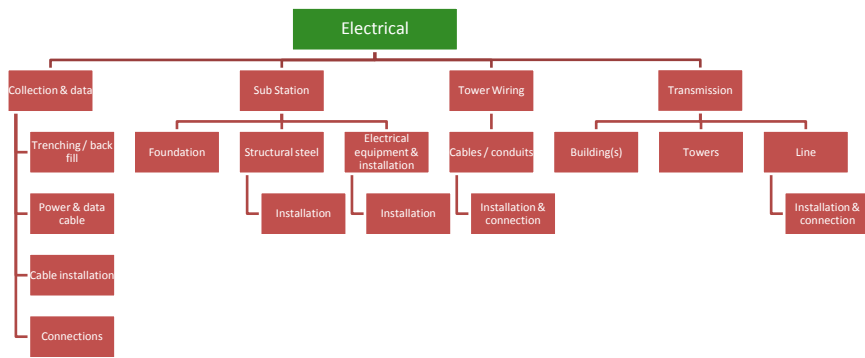 Electrical
Collection & data
Sub Station
Tower Wiring
Transmission
Trenching / back
fill
Foundation
Structural steel
Electrical
equipment &
installation
Cables / conduits
Building(s)
Towers
Line
Power & data
cable
Installation
Installation
Installation &
connection
Installation &
connection
Cable installation
Connections